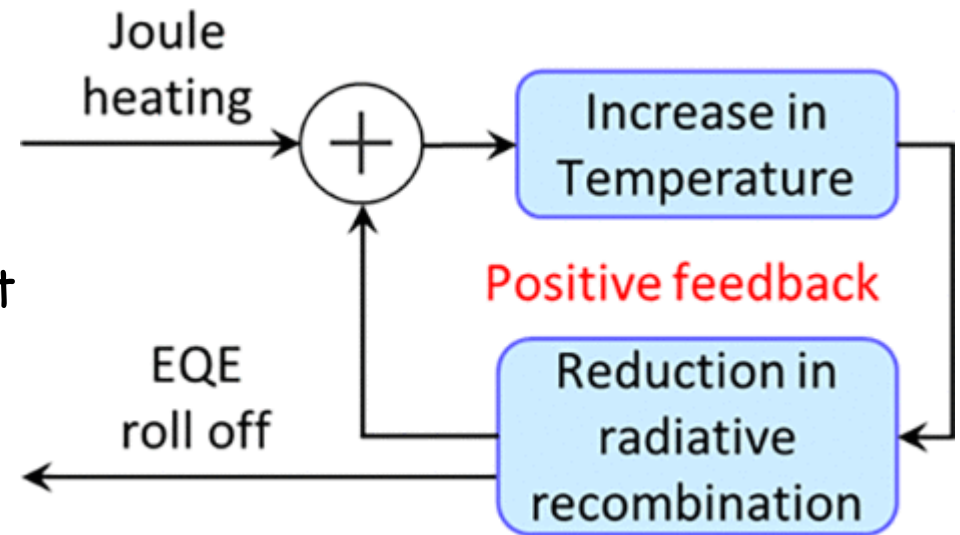 Joule
heating
+
Increase in
Temperature
t
Positive feedback
EQE
roll off
Reduction in
radiative
recombination